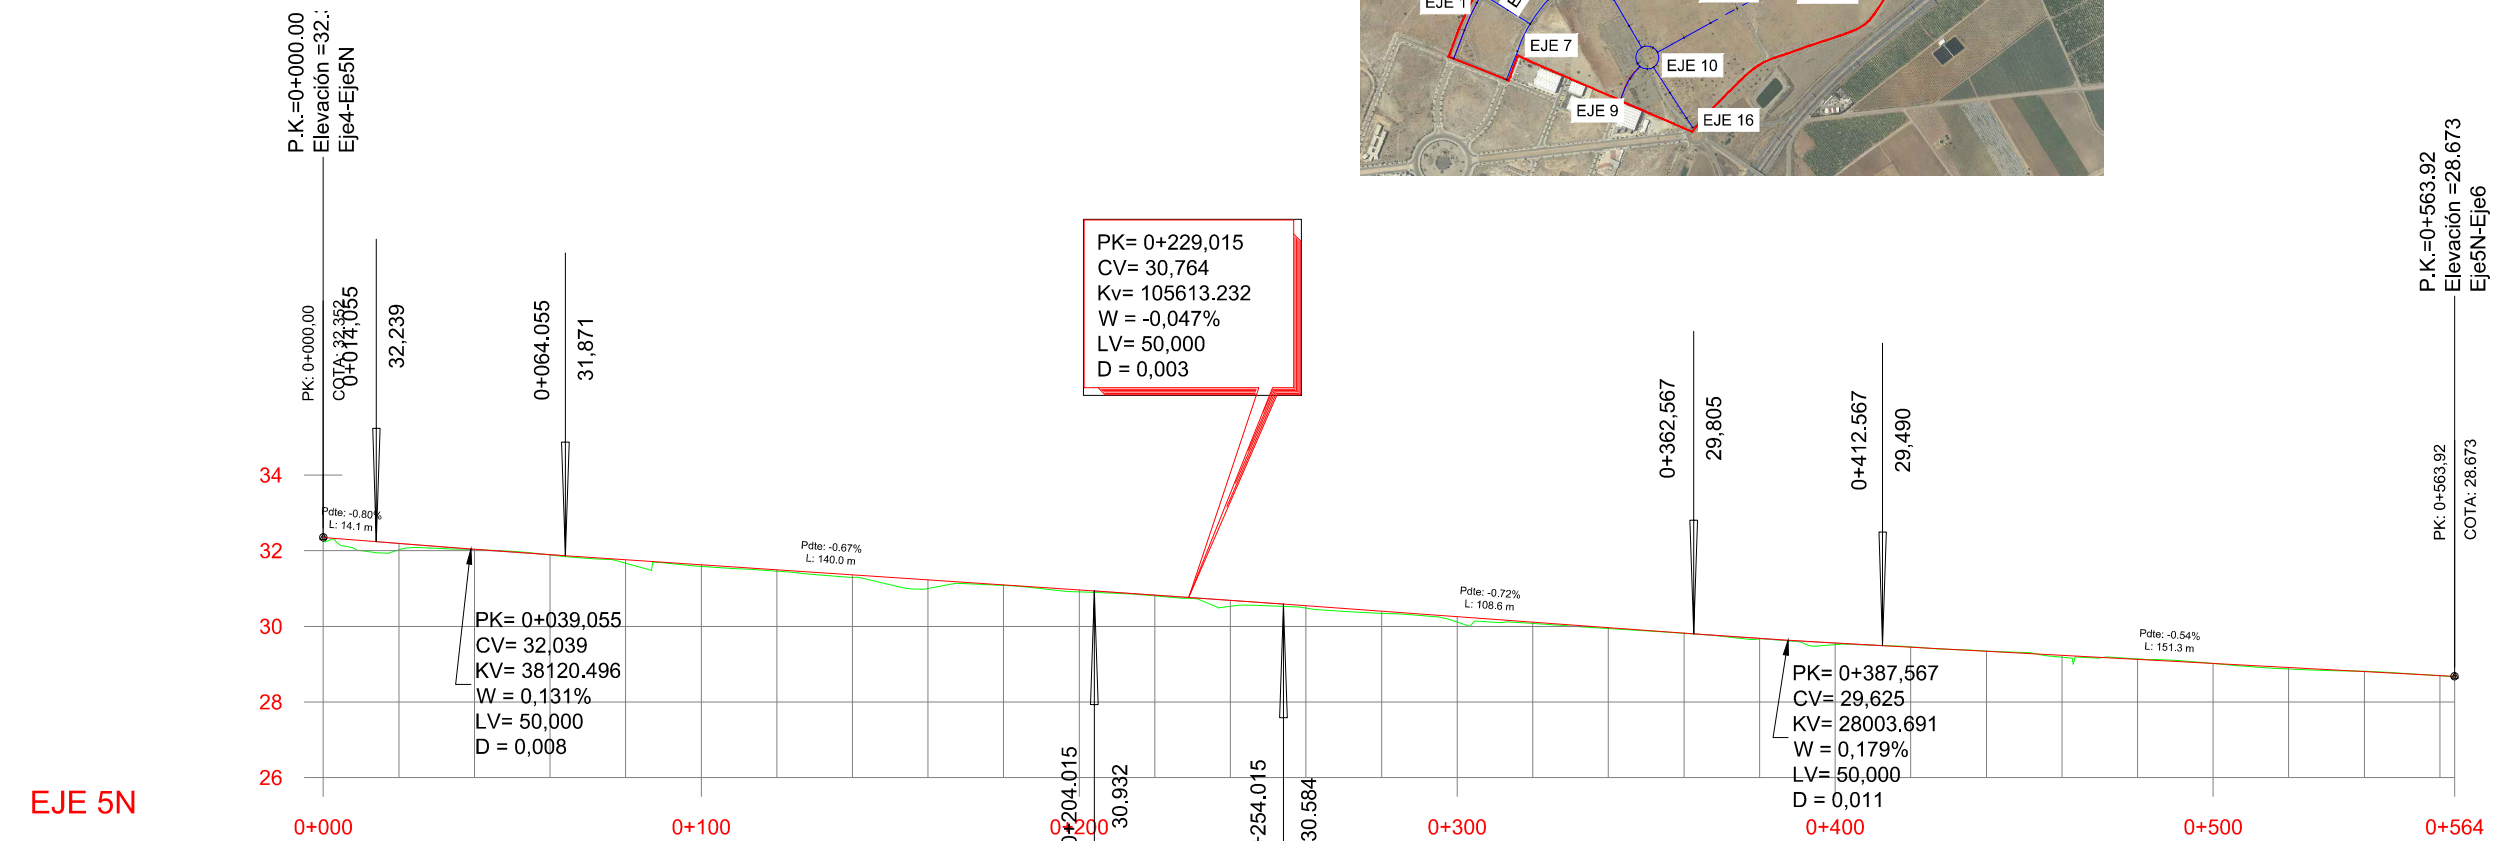 EJE 1
EJE 7
EJE 10
EJE 9
EJE 16
P.K.=0+000.00
Elevación =32.
Eje4-Eje5N
PK: 0+000,00
COTA: 32.352
0+014,055
32,239
0+064.055
31,871
PK= 0+229,015
CV= 30,764
Kv= 105613.232
W = -0,047%
LV= 50,000
D = 0,003
0+362,567
29,805
0+412.567
29,490
P.K.=0+563.92
Elevación =28.673
Eje5N-Eje6
PK: 0+563,92
COTA: 28.673
34
32
30
28
26
Pdte: -0.80%
L: 14.1 m
Pdte: -0.67%
L: 140.0 m
Pdte: -0.72%
L: 108.6 m
Pdte: -0.54%
L: 151.3 m
PK= 0+039,055
CV= 32,039
KV= 38120.496
W = 0,131%
LV= 50,000
D = 0,008
0+204.015
30.932
+254.015
30.584
PK= 0+387,567
CV= 29,625
KV= 28003.691
W = 0,179%
LV= 50,000
D = 0,011
EJE 5N
0+000
0+100
0+200
0+300
0+400
0+500
0+564